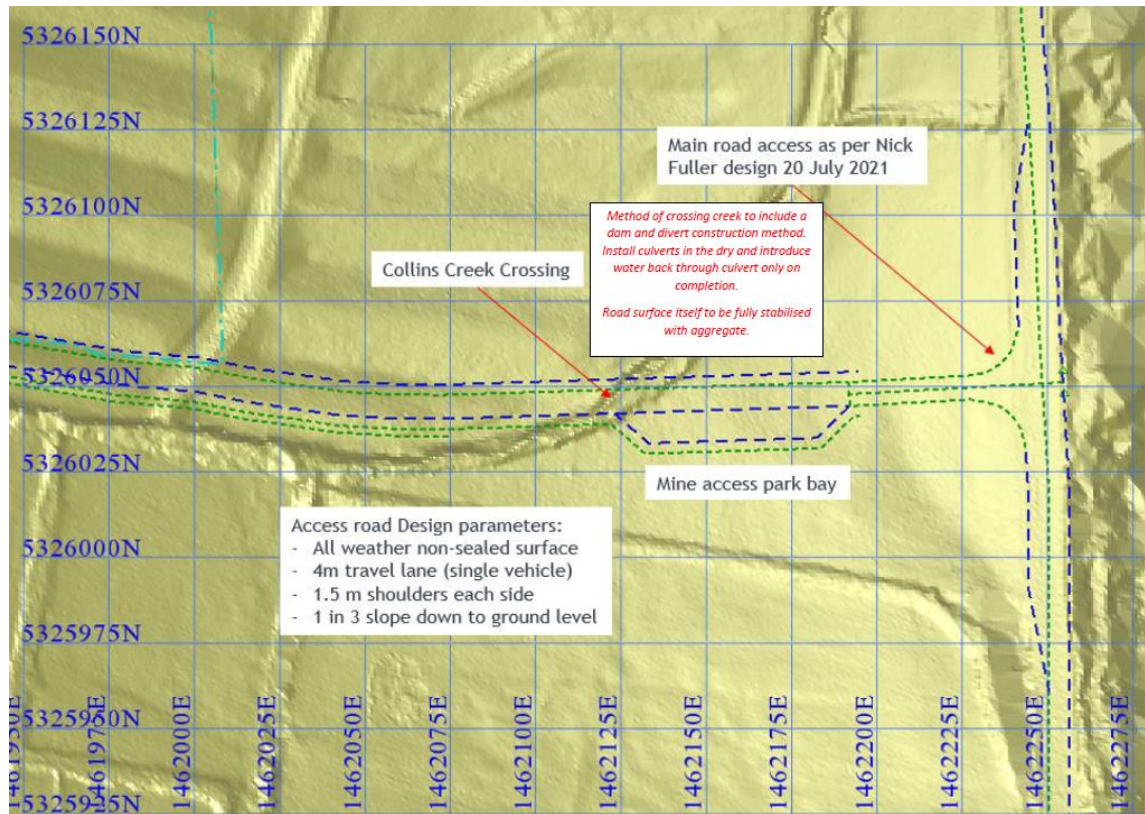 5326150N
5326125N
Main road access as per Nick
Fuller design 20 July 2021
5326100N
Method of crossing creek to include a
dam and divert construction method.
Install culverts in the dry and introduce
water back through culvert only on
completion.
Road surface itself to be fully stabilised
with aggregate.
Collins Creek Crossing
5326075N
5326050N
5326025N
Mine access park bay
Access road Design parameters:
- All weather non-sealed surface
- 4m travel lane (single vehicle)
- 1.5 m shoulders each side
- 1 in 3 slope down to ground level
5326000N
5325975N
5325950N
5325925N
1461950E
1461975E
1462000E
1462025E
1462050E
1462075E
1462100E
1462125E
1462150E
1462175E
1462200E
1462225E
1462250E
1462275E